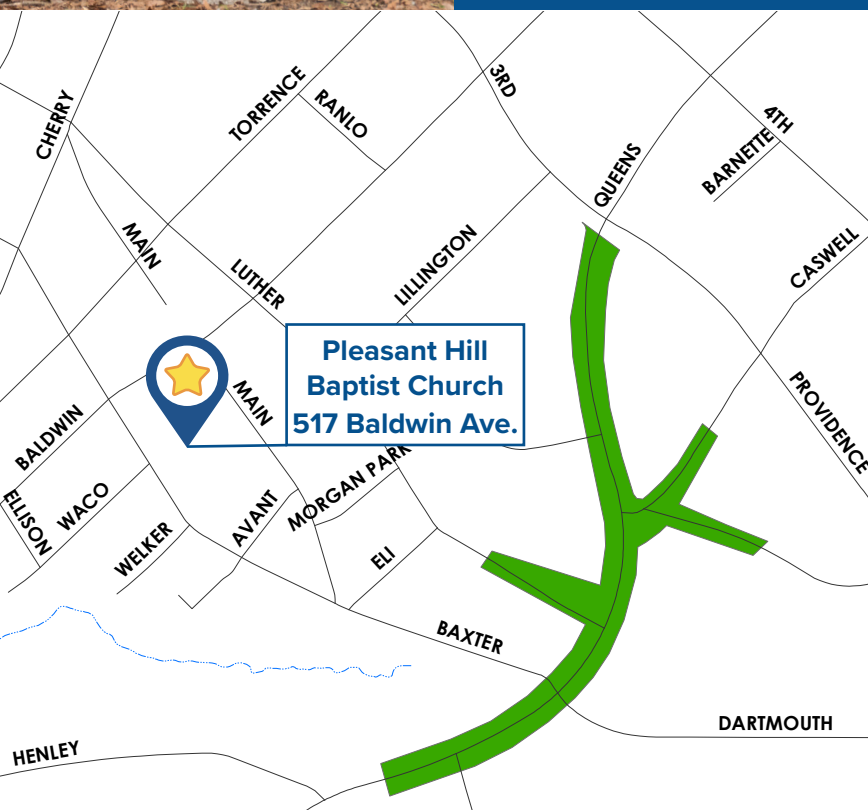 CHERRY
TORRENCE
RANLO
3RD
QUEENS
4TH
BARNETTE
CASWELL
MAIN
LUTHER
LILLINGTON
PROVIDENCE
Pleasant Hill
Baptist Church
517 Baldwin Ave.
MAIN
BALDWIN
ELLISON
WACO
WELKER
AVANT
MORGAN PARK
ELI
BAXTER
DARTMOUTH
HENLEY